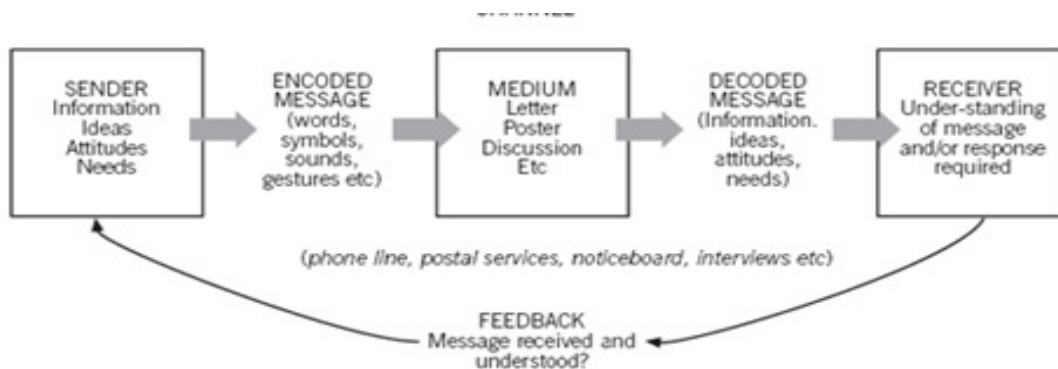 SENDER
Information
Ideas
Attitudes
Needs
ENCODED
MESSAGE
(words,
symbols,
sounds,
gestures etc)
MEDIUM
Letter
Poster
Discussion
Etc
DECODED
MESSAGE
(Information.
ideas,
attitudes,
needs)
RECEIVER
Under-standing
of message
and/or response
required
(phone line, postal services, noticeboard, interviews etc)
FEEDBACK
Message received and
understood?